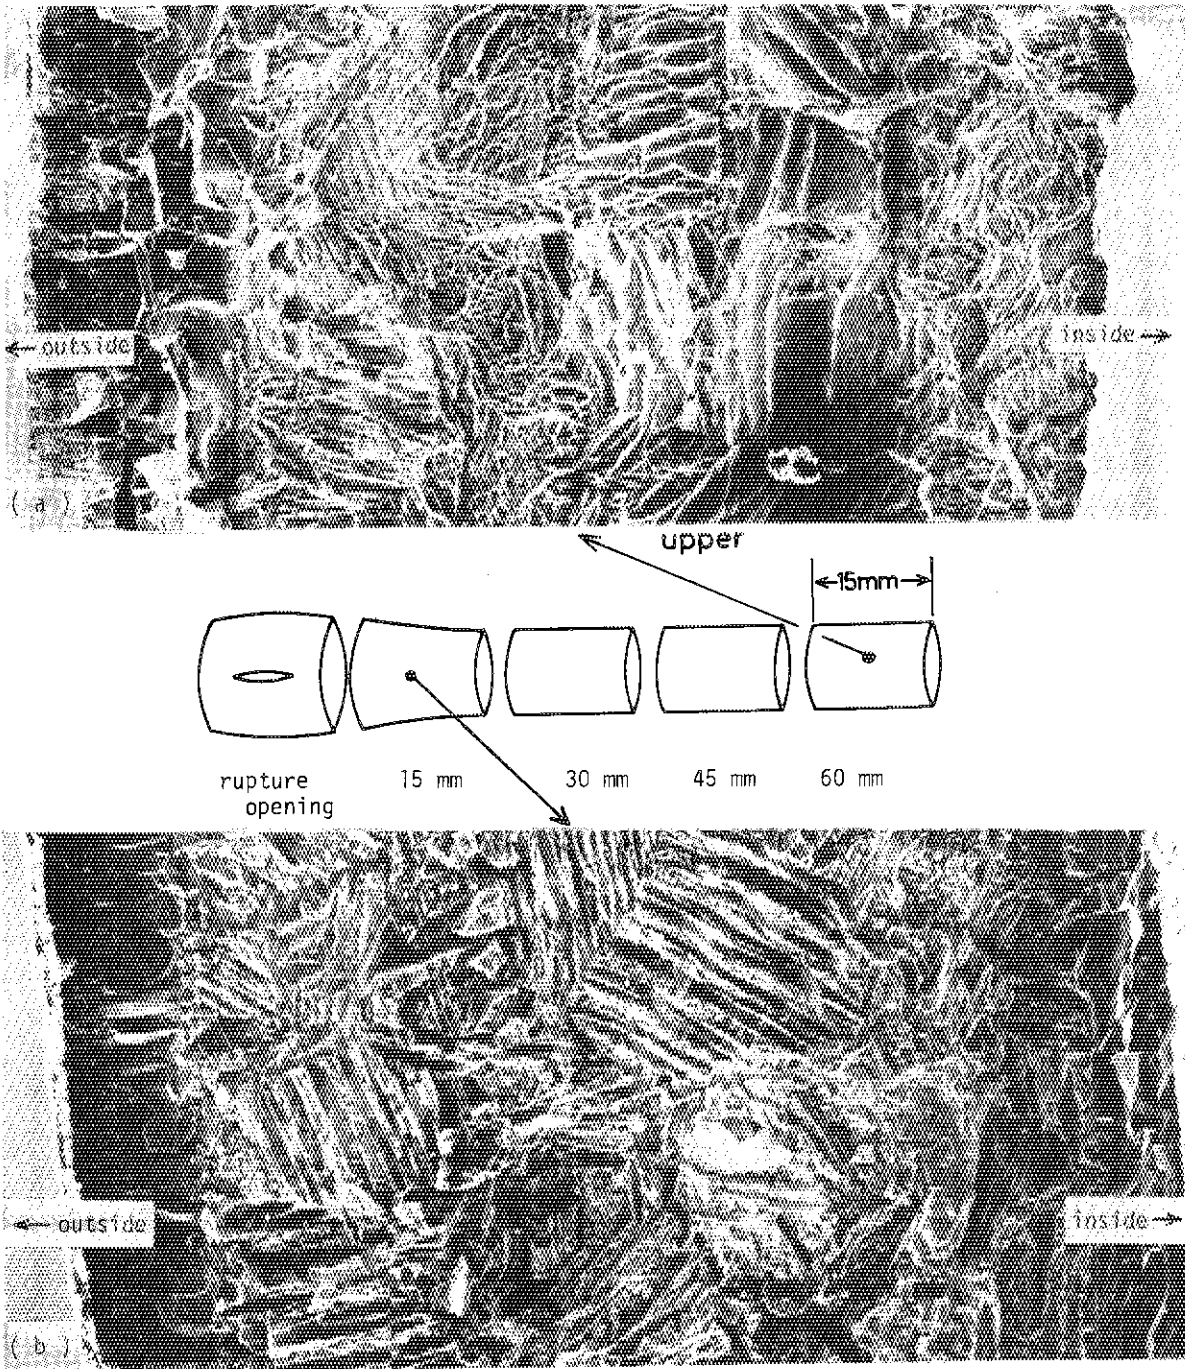 ← outside
inside →
( a )
upper
←15mm→
rupture
opening
15 mm
30 mm
45 mm
60 mm
← outside
inside →
( b )